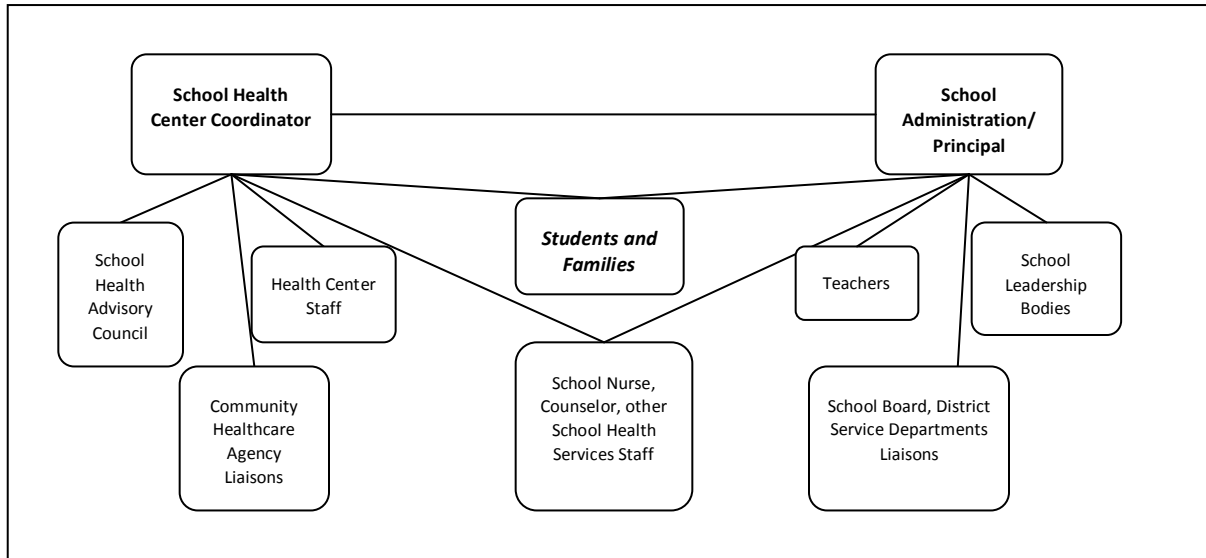 School Health
Center Coordinator
School
Administration/
Principal
School
Health
Advisory
Council
Health Center
Staff
Students and
Families
Teachers
School
Leadership
Bodies
Community
Healthcare
Agency
Liaisons
School Nurse,
Counselor, other
School Health
Services Staff
School Board, District
Service Departments
Liaisons